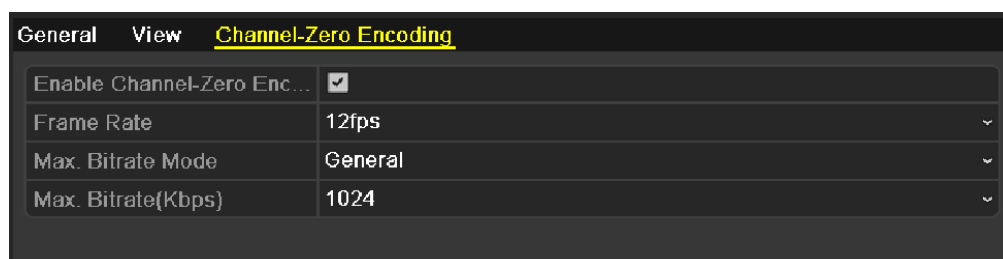 General View Channel-Zero Encoding
Enable Channel-Zero Enc...
Frame Rate 12fps
Max. Bitrate Mode General
Max. Bitrate(Kbps) 1024